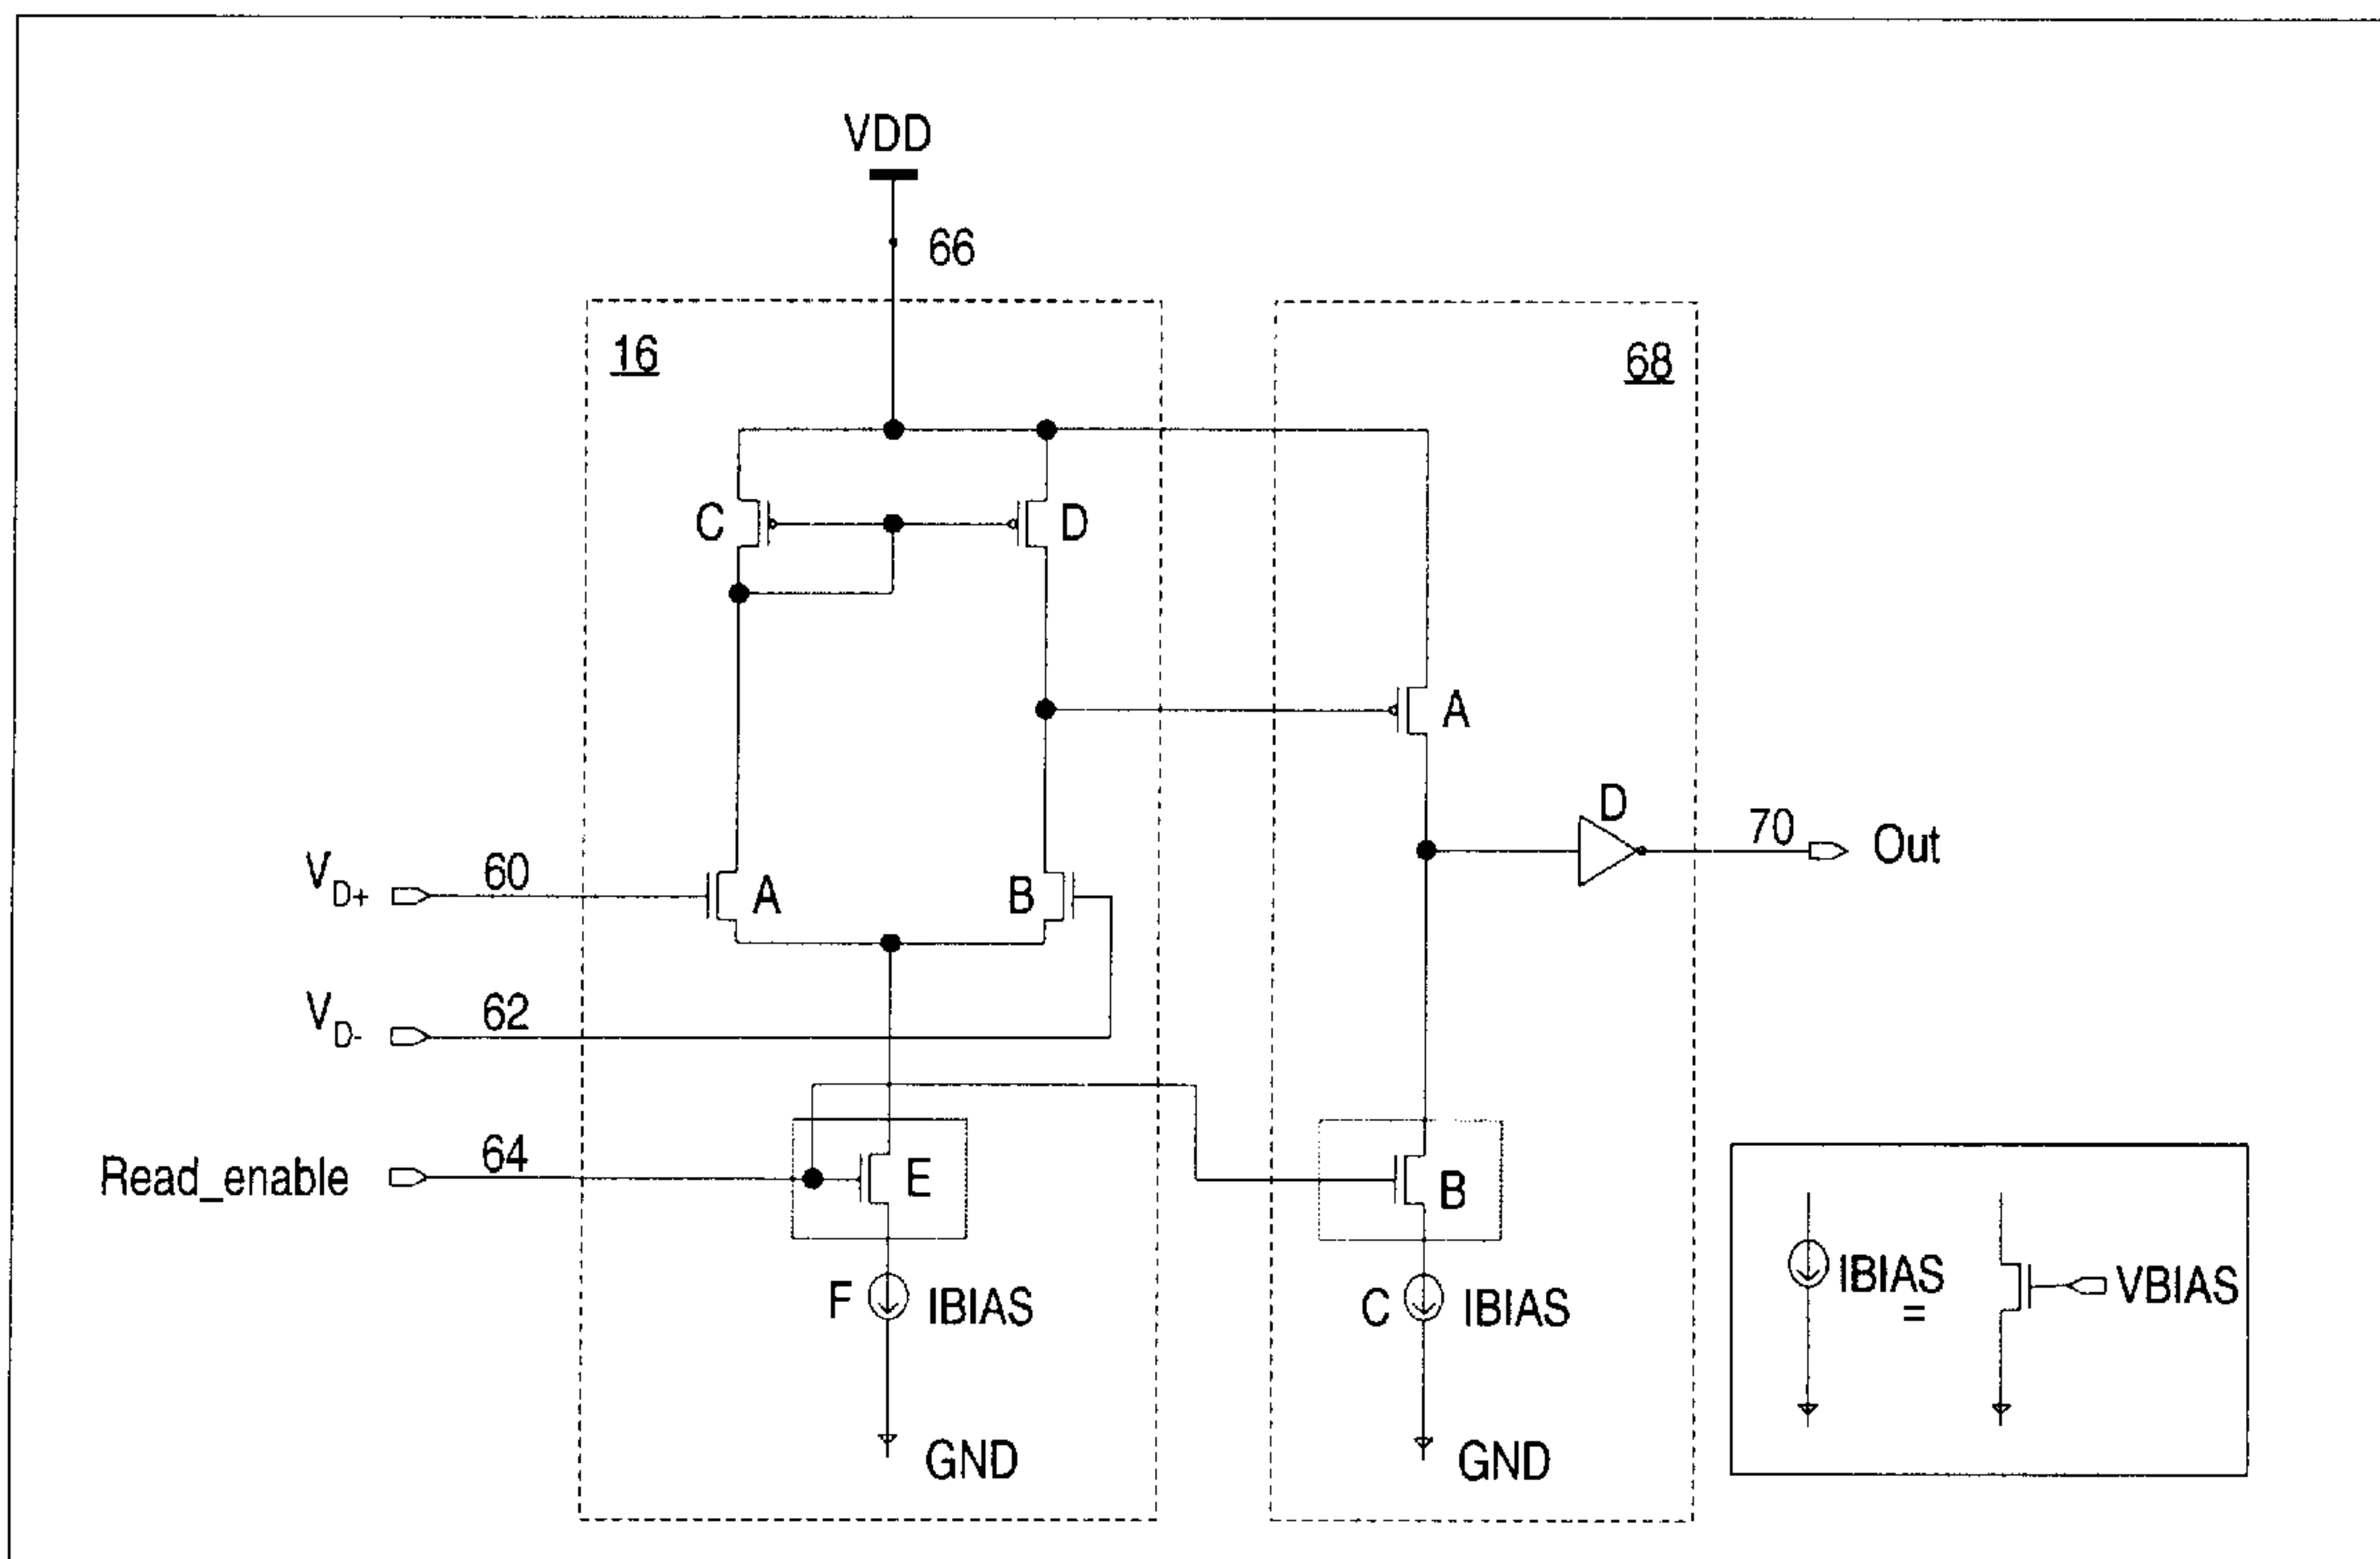 VDD
66
16
68
C
D
A
D
70
Out
V D+
60
A
B
V D-
62
Read_enable
64
E
B
F
IBIAS
C
IBIAS
GND
GND
IBIAS
=
VBIAS